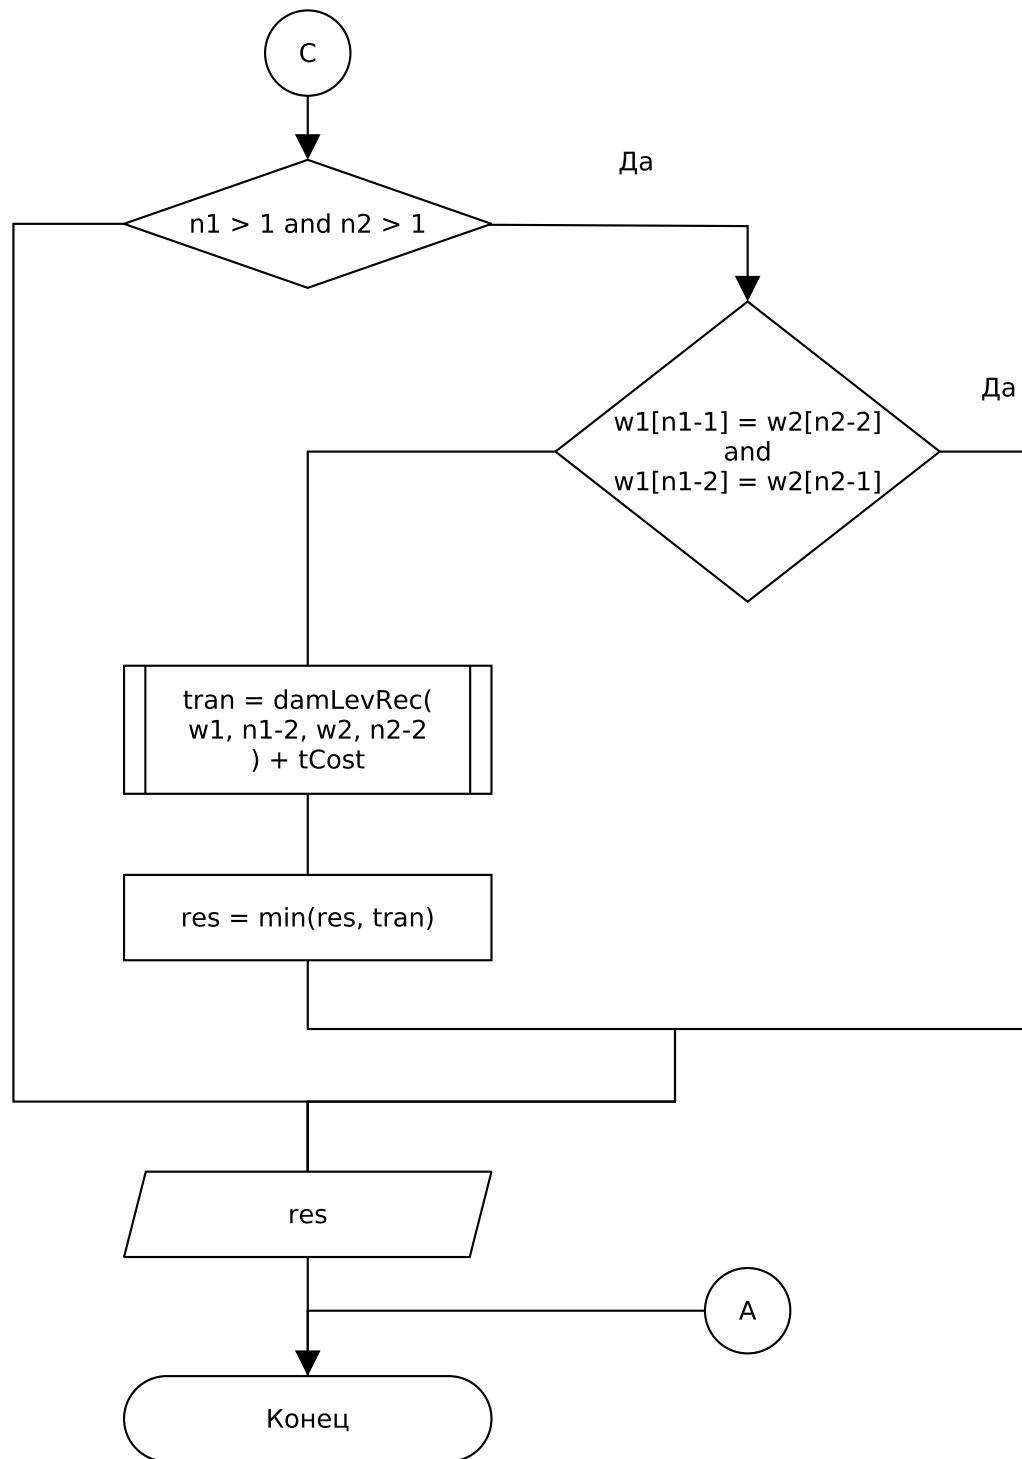 C
Да
n1 > 1 and n2 > 1
Да
w1[n1-1] = w2[n2-2]
and
w1[n1-2] = w2[n2-1]
tran = damLevRec(
w1, n1-2, w2, n2-2
) + tCost
res = min(res, tran)
res
A
Конец